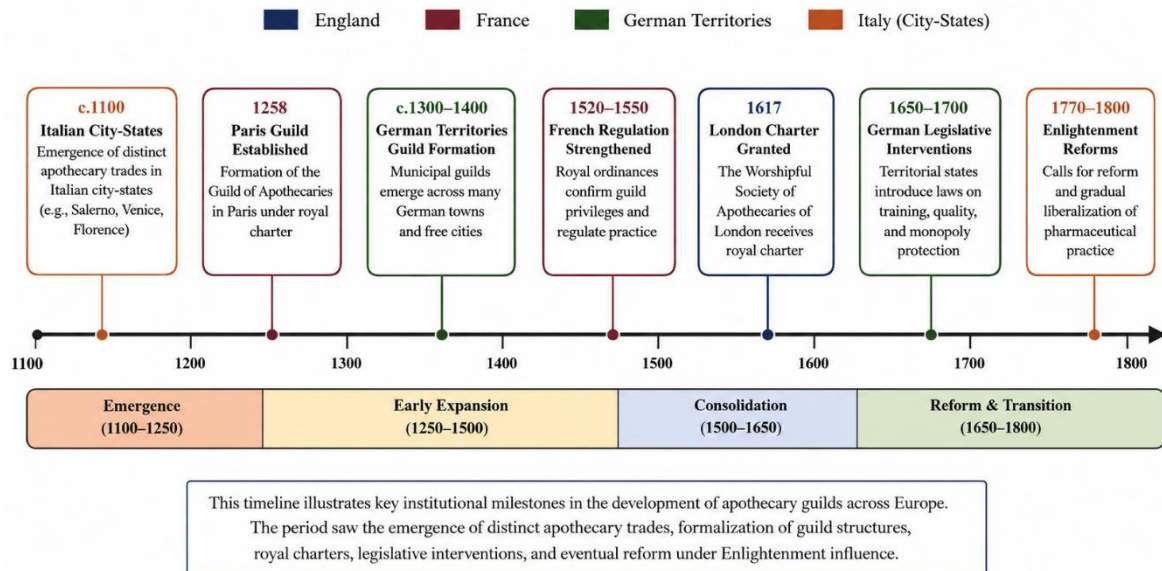 England
France
German Territories
Italy (City-States)
c.1100
Italian City-States
Emergence of distinct
apothecary trades in
Italian city-states
(e.g., Salerno, Venice,
Florence)
1258
Paris Guild
Established
Formation of the
Guild of Apothecaries
in Paris under royal
charter
c.1300–1400
German Territories
Guild Formation
Municipal guilds
emerge across many
German towns
and free cities
1520–1550
French Regulation
Strengthened
Royal ordinances
confirm guild
privileges and
regulate practice
1617
London Charter
Granted
The Worshipful
Society of
Apothecaries of
London receives
royal charter
1650–1700
German Legislative
Interventions
Territorial states
introduce laws on
training, quality,
and monopoly
protection
1770–1800
Enlightenment
Reforms
Calls for reform
and gradual
liberalization of
pharmaceutical
practice
1100
1200
1300
1400
1500
1600
1700
1800
Emergence
(1100–1250)
Early Expansion
(1250–1500)
Consolidation
(1500–1650)
Reform & Transition
(1650–1800)
This timeline illustrates key institutional milestones in the development of apothecary guilds across Europe.
The period saw the emergence of distinct apothecary trades, formalization of guild structures,
royal charters, legislative interventions, and eventual reform under Enlightenment influence.